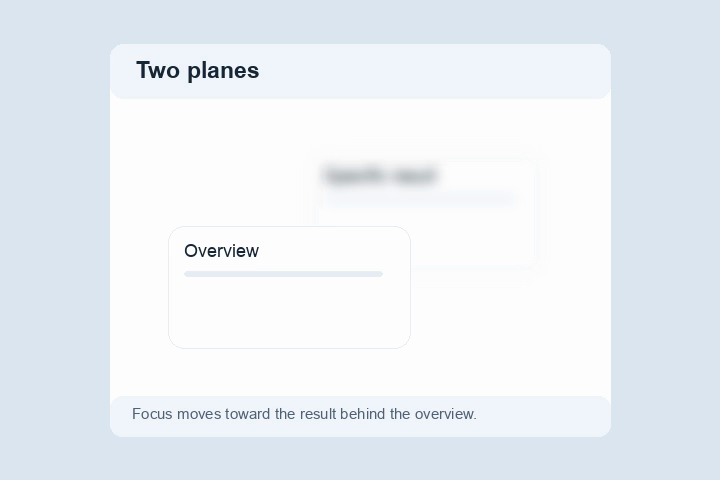 Two planes
Overview
Focus moves toward the result behind the overview.